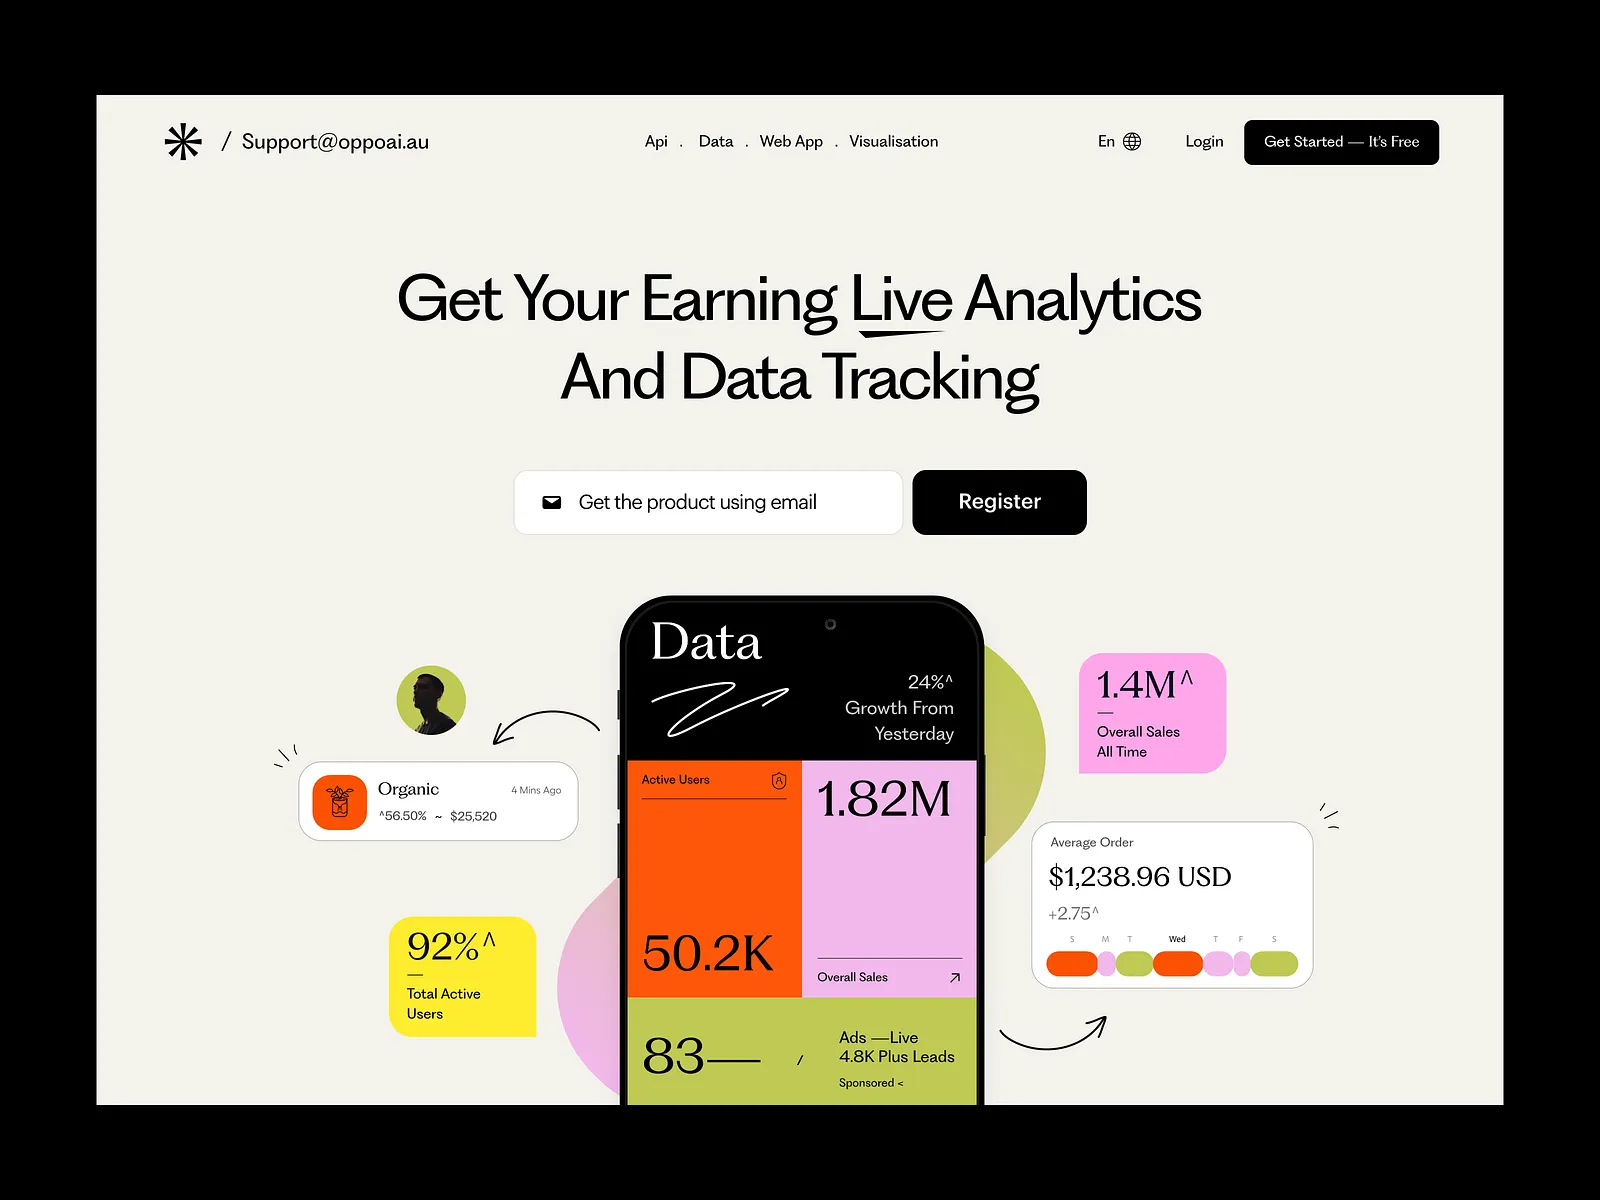 / Support@oppoai.au
Api . Data . Web App . Visualisation
En
Login
Get Started — It's Free
Get Your Earning Live Analytics
And Data Tracking
Get the product using email
Register
Data
24%^
Growth From
Yesterday
Organic
4 Mins Ago
^56.50% ~ $25,520
92%^
—
Total Active
Users
Active Users
50.2K
1.82M
Overall Sales
83— /
Ads —Live
4.8K Plus Leads
Sponsored <
1.4M^
—
Overall Sales
All Time
Average Order
$1,238.96 USD
+2.75^
S M T Wed T F S